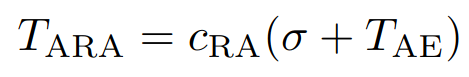 T_ARA = c_RA(σ + T_AE)